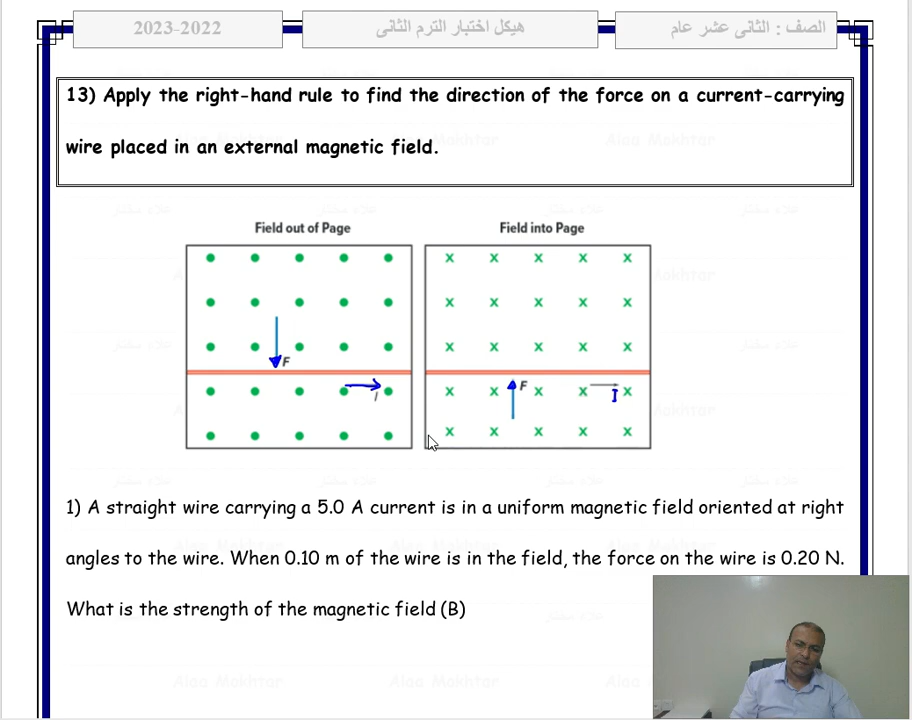 2023-2022 هيكل اختبار الترم الثانى الصف : الثانى عشر عام
13) Apply the right-hand rule to find the direction of the force on a current-carrying
wire placed in an external magnetic field.
Field out of Page Field into Page
F
I
F
I
1) A straight wire carrying a 5.0 A current is in a uniform magnetic field oriented at right
angles to the wire. When 0.10 m of the wire is in the field, the force on the wire is 0.20 N.
What is the strength of the magnetic field (B)
Alaa Mokhtar